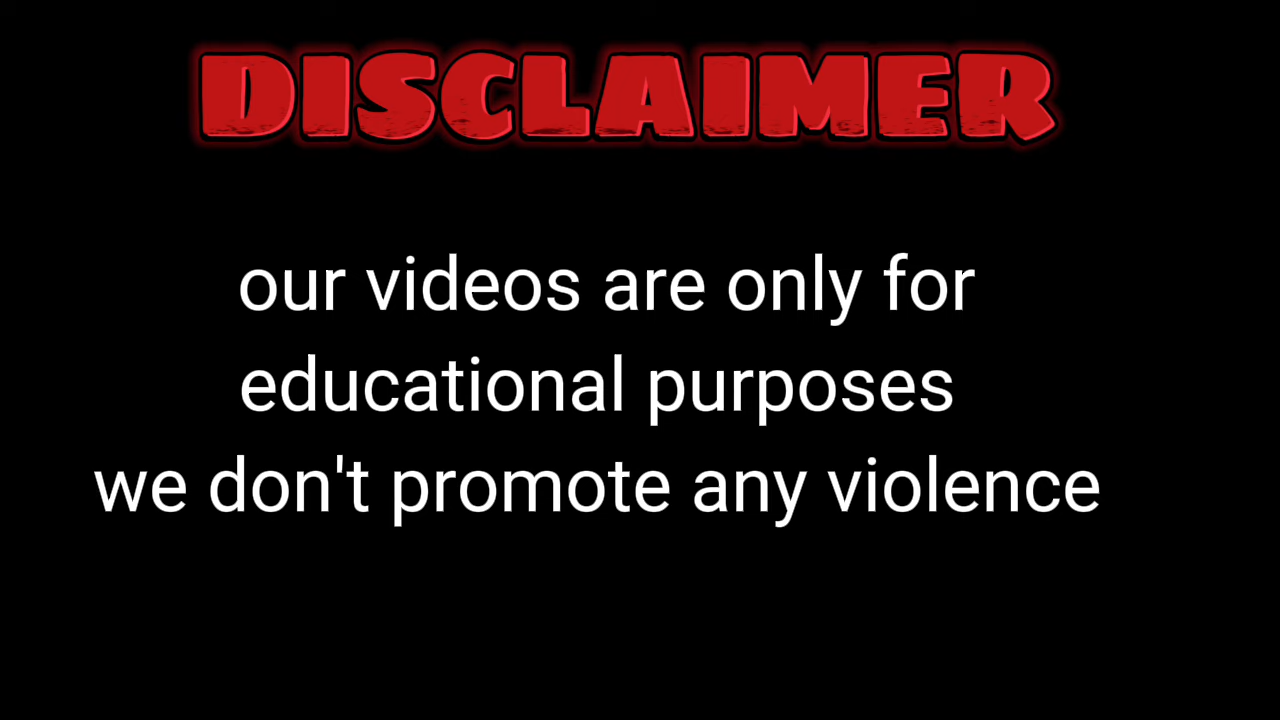 DISCLAIMER
our videos are only for
educational purposes
we don't promote any violence